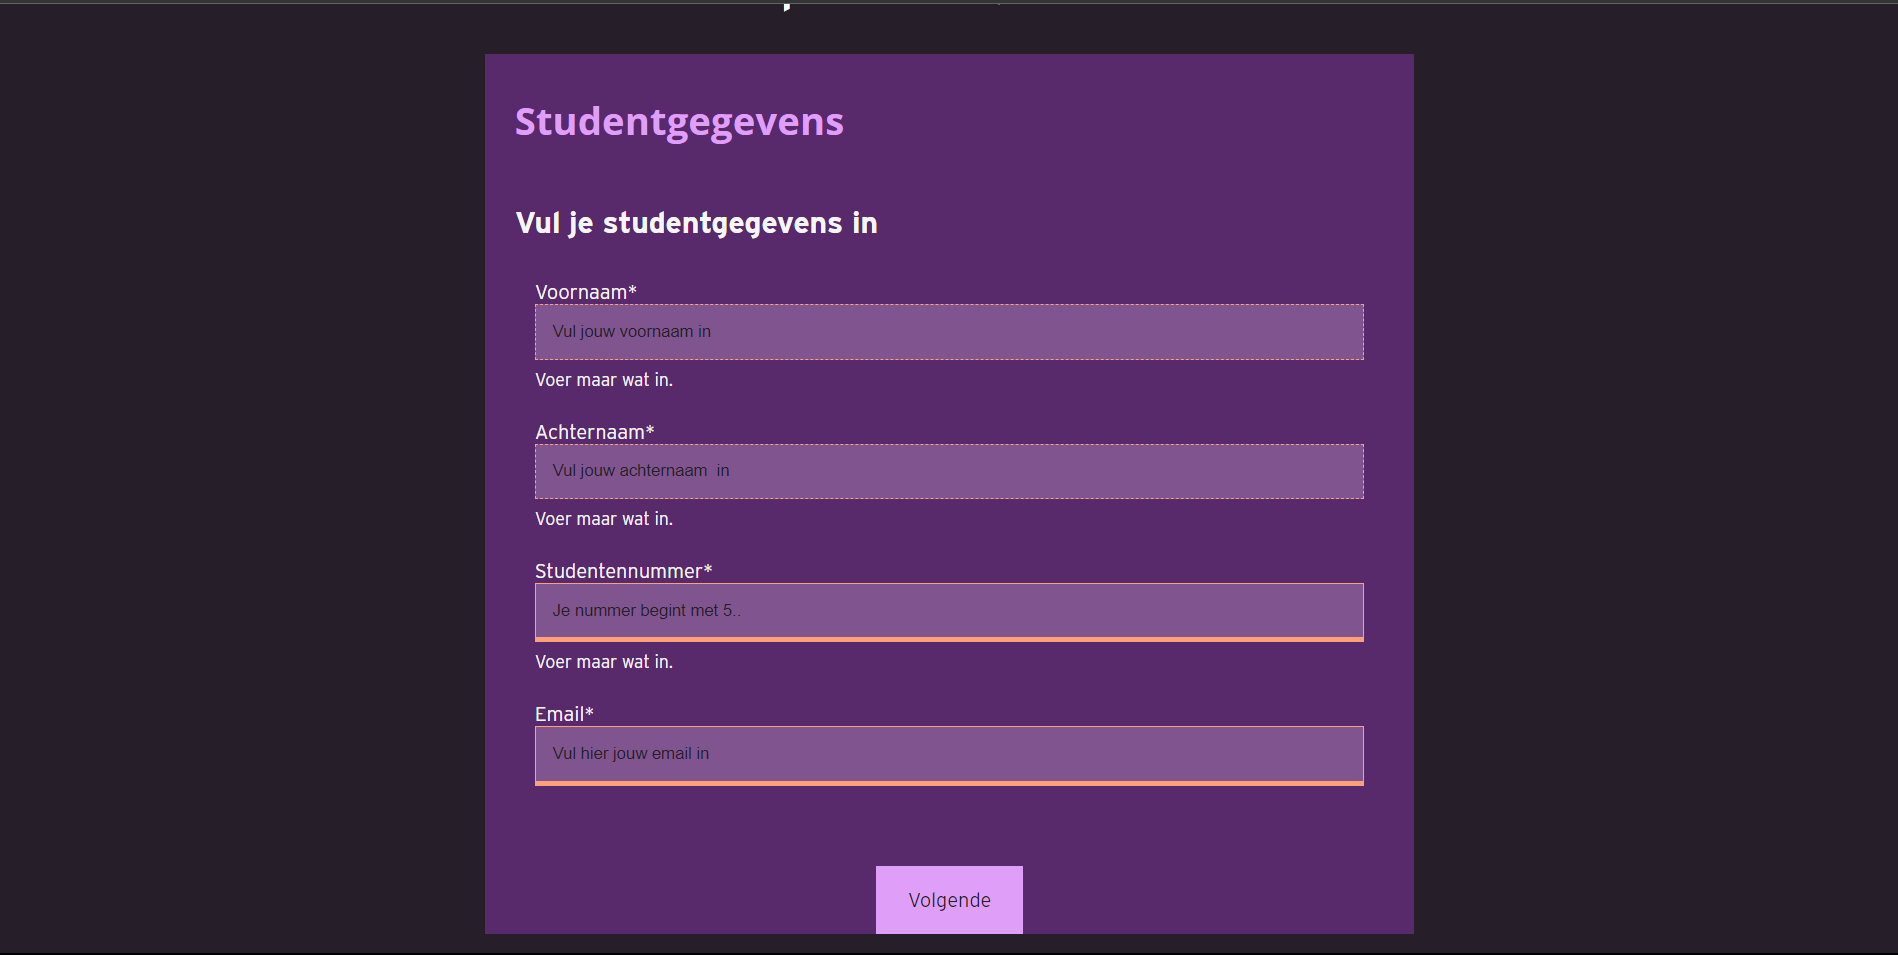 Studentgegevens
Vul je studentgegevens in
Voornaam*
Vul jouw voornaam in
Voer maar wat in.
Achternaam*
Vul jouw achternaam  in
Voer maar wat in.
Studentennummer*
Je nummer begint met 5..
Voer maar wat in.
Email*
Vul hier jouw email in
Volgende